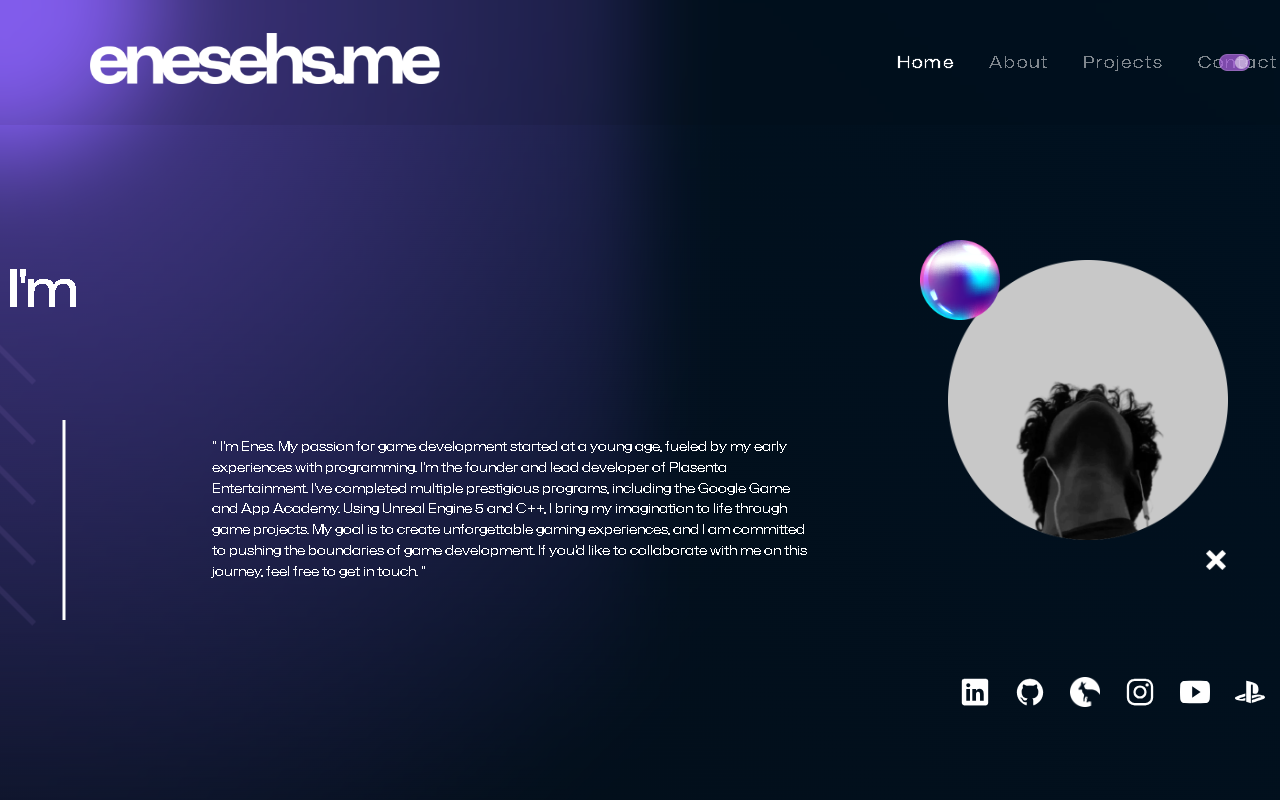 enesehs.me
Home About Projects Contact
I'm
" I'm Enes. My passion for game development started at a young age, fueled by my early
experiences with programming. I'm the founder and lead developer of Plasenta
Entertainment. I've completed multiple prestigious programs, including the Google Game
and App Academy. Using Unreal Engine 5 and C++, I bring my imagination to life through
game projects. My goal is to create unforgettable gaming experiences, and I am committed
to pushing the boundaries of game development. If you'd like to collaborate with me on this
journey, feel free to get in touch. "
in